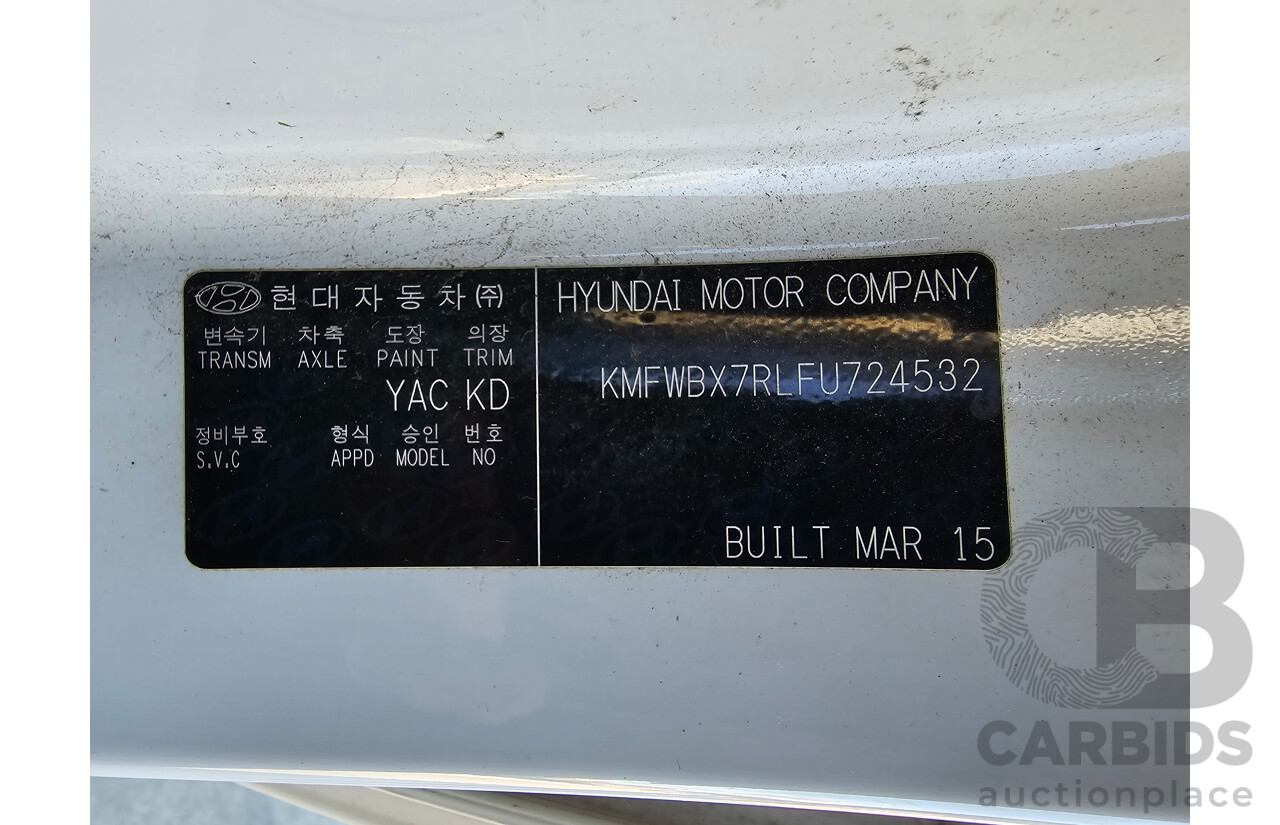 현대자동차㈜
변속기 차축 도장 의장
TRANSM AXLE PAINT TRIM
YAC KD
정비부호 형식 승인 번호
S.V.C APPD MODEL NO
HYUNDAI MOTOR COMPANY
KMFWBX7RLFU724532
BUILT MAR 15
CB
CARBIDS
auctionplace